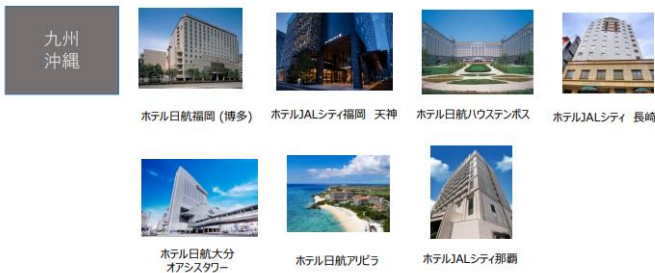 九州
沖縄
ホテル日航福岡 (博多)
ホテルJALシティ福岡 天神
ホテル日航ハウステンボス
ホテルJALシティ 長崎
ホテル日航大分
オアシスタワー
ホテル日航アリビラ
ホテルJALシティ那覇